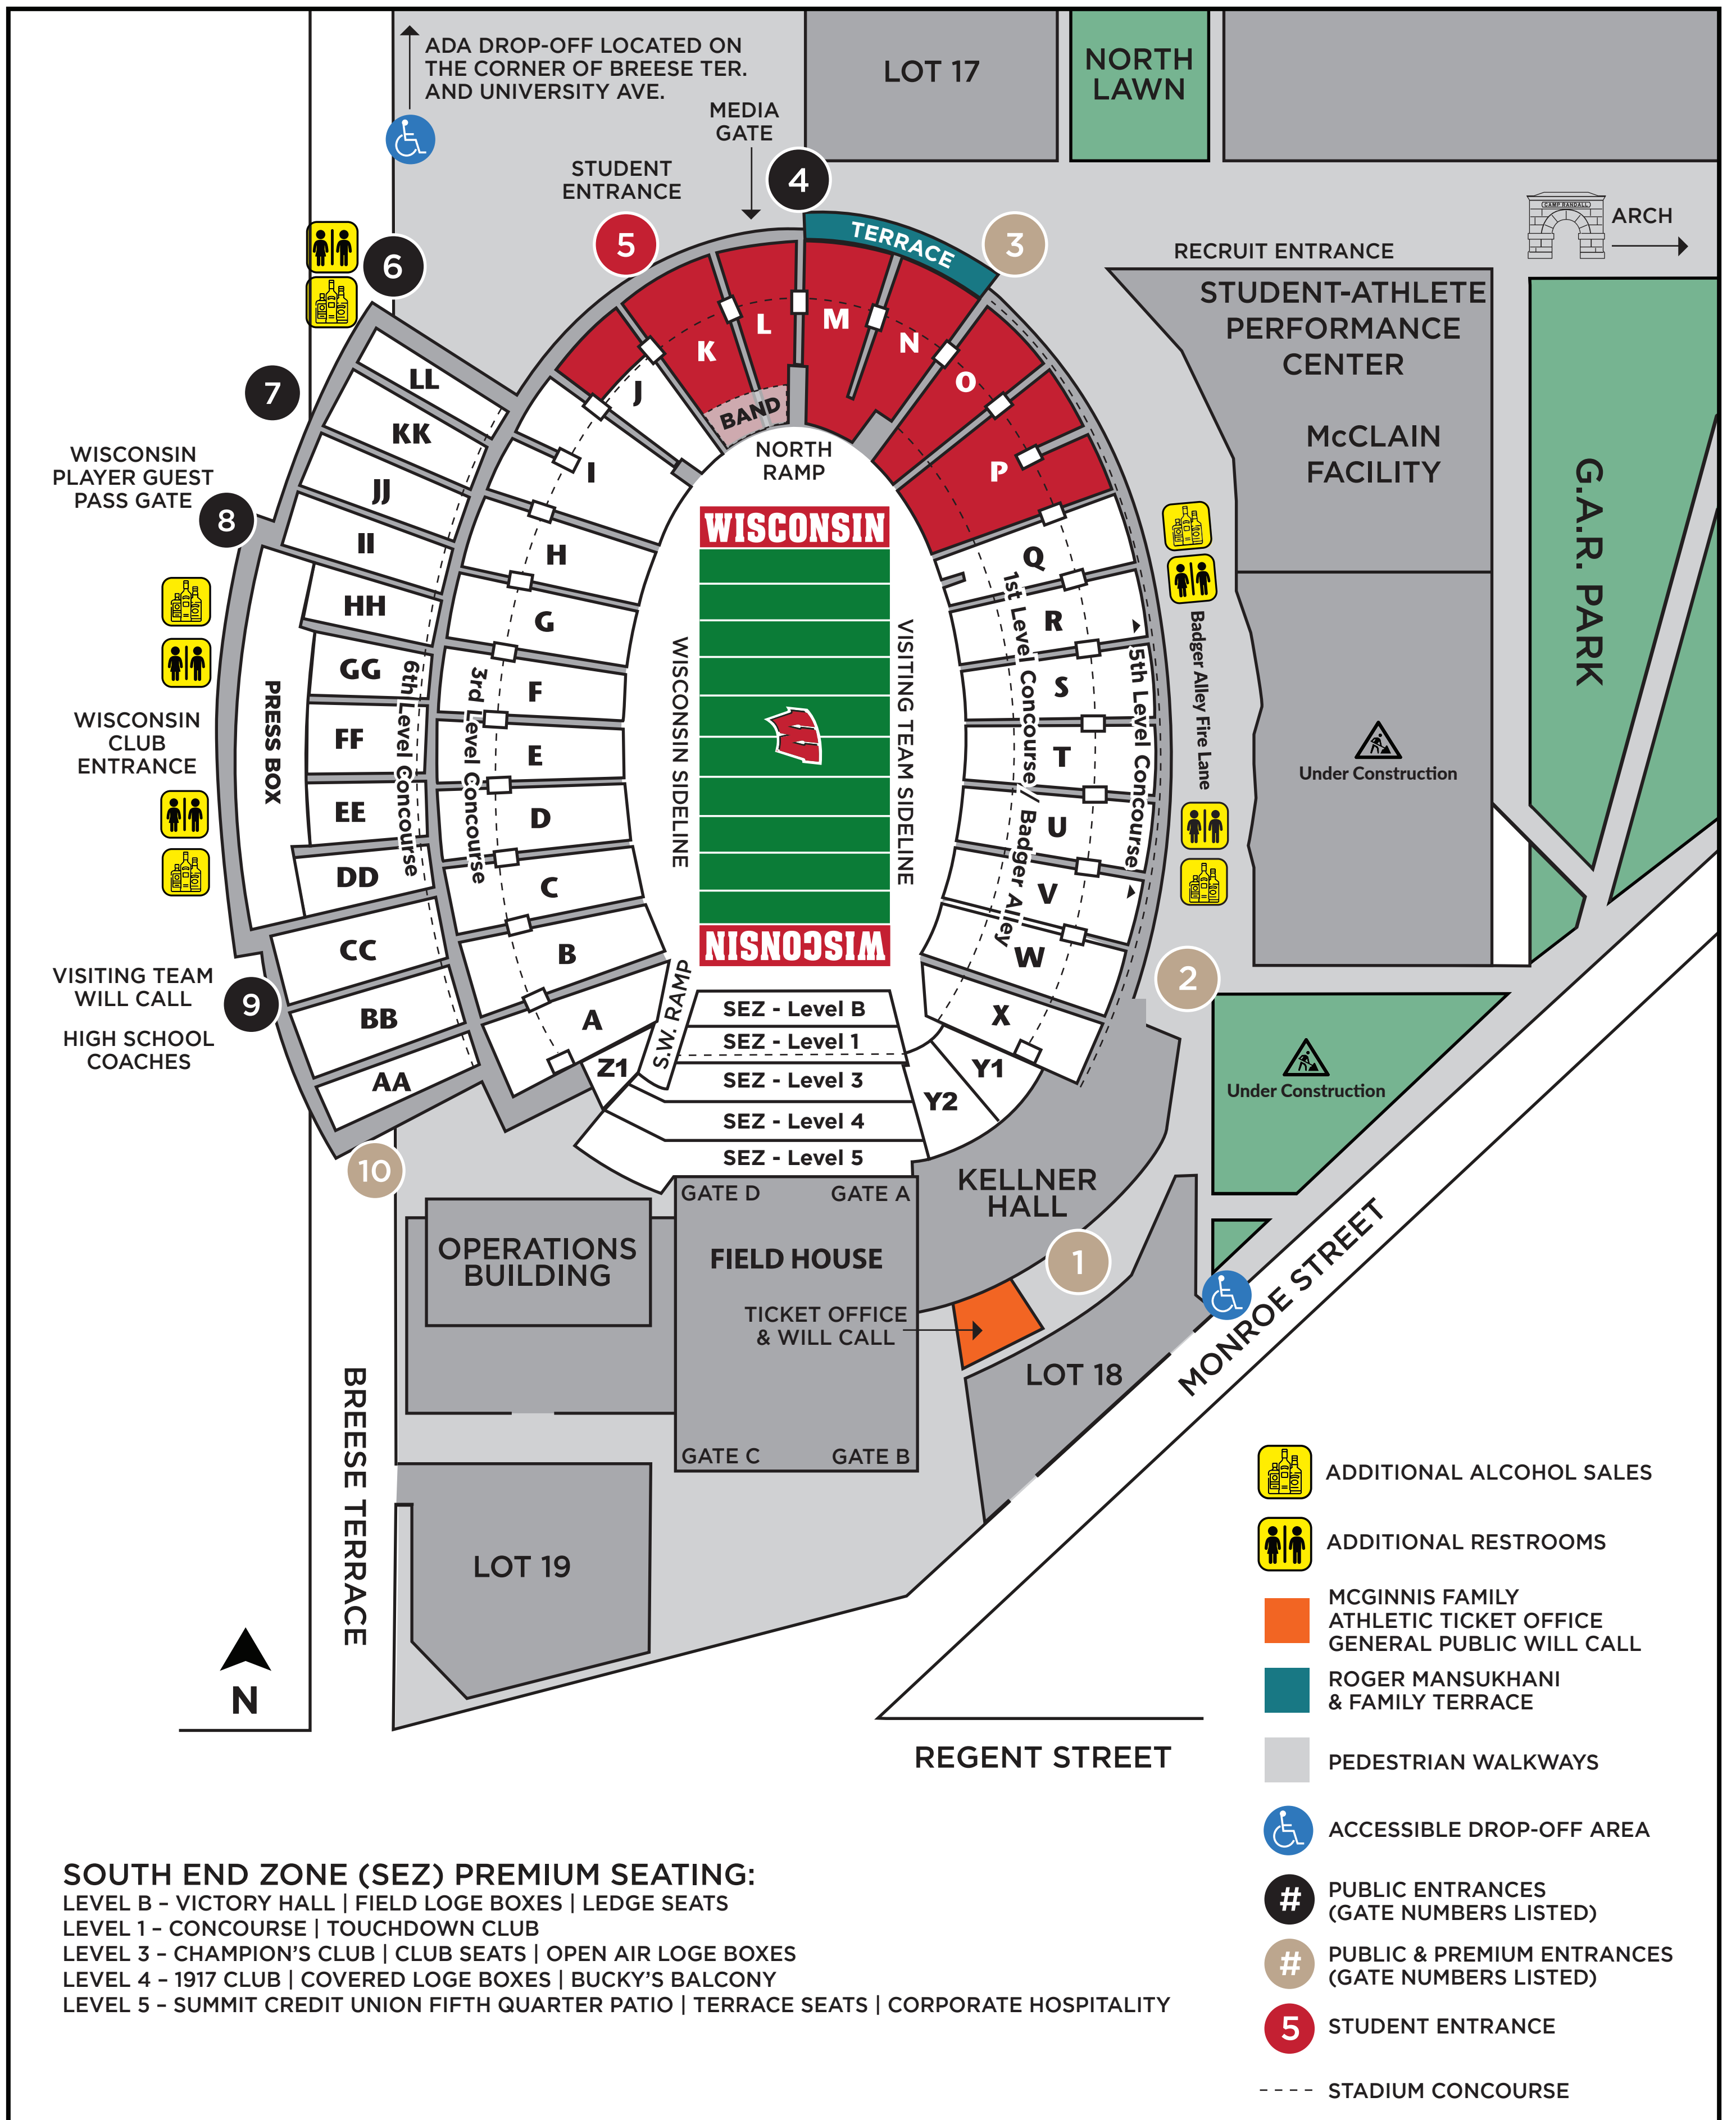 ADA DROP-OFF LOCATED ON
THE CORNER OF BREESE TER.
AND UNIVERSITY AVE.
MEDIA
GATE
LOT 17
NORTH
LAWN
STUDENT
ENTRANCE
4
5
TERRACE
3
CAMP RANDALL
ARCH
RECRUIT ENTRANCE
STUDENT-ATHLETE
PERFORMANCE
CENTER
McCLAIN
FACILITY
G.A.R. PARK
6
7
WISCONSIN
PLAYER GUEST
PASS GATE
8
WISCONSIN
CLUB
ENTRANCE
VISITING TEAM
WILL CALL
HIGH SCHOOL
COACHES
9
10
LL
KK
JJ
II
HH
GG
FF
EE
DD
CC
BB
AA
PRESS BOX
6th Level Concourse
3rd Level Concourse
K
L
M
N
O
P
J
I
H
G
F
E
D
C
B
A
Z1
BAND
NORTH
RAMP
WISCONSIN
WISCONSIN SIDELINE
W
VISITING TEAM SIDELINE
WISCONSIN
Q
R
S
T
U
V
W
X
Y1
Y2
1st Level Concourse / Badger Alley
5th Level Concourse
Badger Alley Fire Lane
Under Construction
2
Under Construction
S.W. RAMP
SEZ - Level B
SEZ - Level 1
SEZ - Level 3
SEZ - Level 4
SEZ - Level 5
KELLNER
HALL
1
GATE D
GATE A
FIELD HOUSE
OPERATIONS
BUILDING
TICKET OFFICE
& WILL CALL
GATE C
GATE B
LOT 18
MONROE STREET
BREESE TERRACE
LOT 19
N
REGENT STREET
ADDITIONAL ALCOHOL SALES
ADDITIONAL RESTROOMS
MCGINNIS FAMILY
ATHLETIC TICKET OFFICE
GENERAL PUBLIC WILL CALL
ROGER MANSUKHANI
& FAMILY TERRACE
PEDESTRIAN WALKWAYS
ACCESSIBLE DROP-OFF AREA
# PUBLIC ENTRANCES
(GATE NUMBERS LISTED)
# PUBLIC & PREMIUM ENTRANCES
(GATE NUMBERS LISTED)
5 STUDENT ENTRANCE
STADIUM CONCOURSE
SOUTH END ZONE (SEZ) PREMIUM SEATING:
LEVEL B – VICTORY HALL | FIELD LOGE BOXES | LEDGE SEATS
LEVEL 1 – CONCOURSE | TOUCHDOWN CLUB
LEVEL 3 – CHAMPION'S CLUB | CLUB SEATS | OPEN AIR LOGE BOXES
LEVEL 4 – 1917 CLUB | COVERED LOGE BOXES | BUCKY'S BALCONY
LEVEL 5 – SUMMIT CREDIT UNION FIFTH QUARTER PATIO | TERRACE SEATS | CORPORATE HOSPITALITY